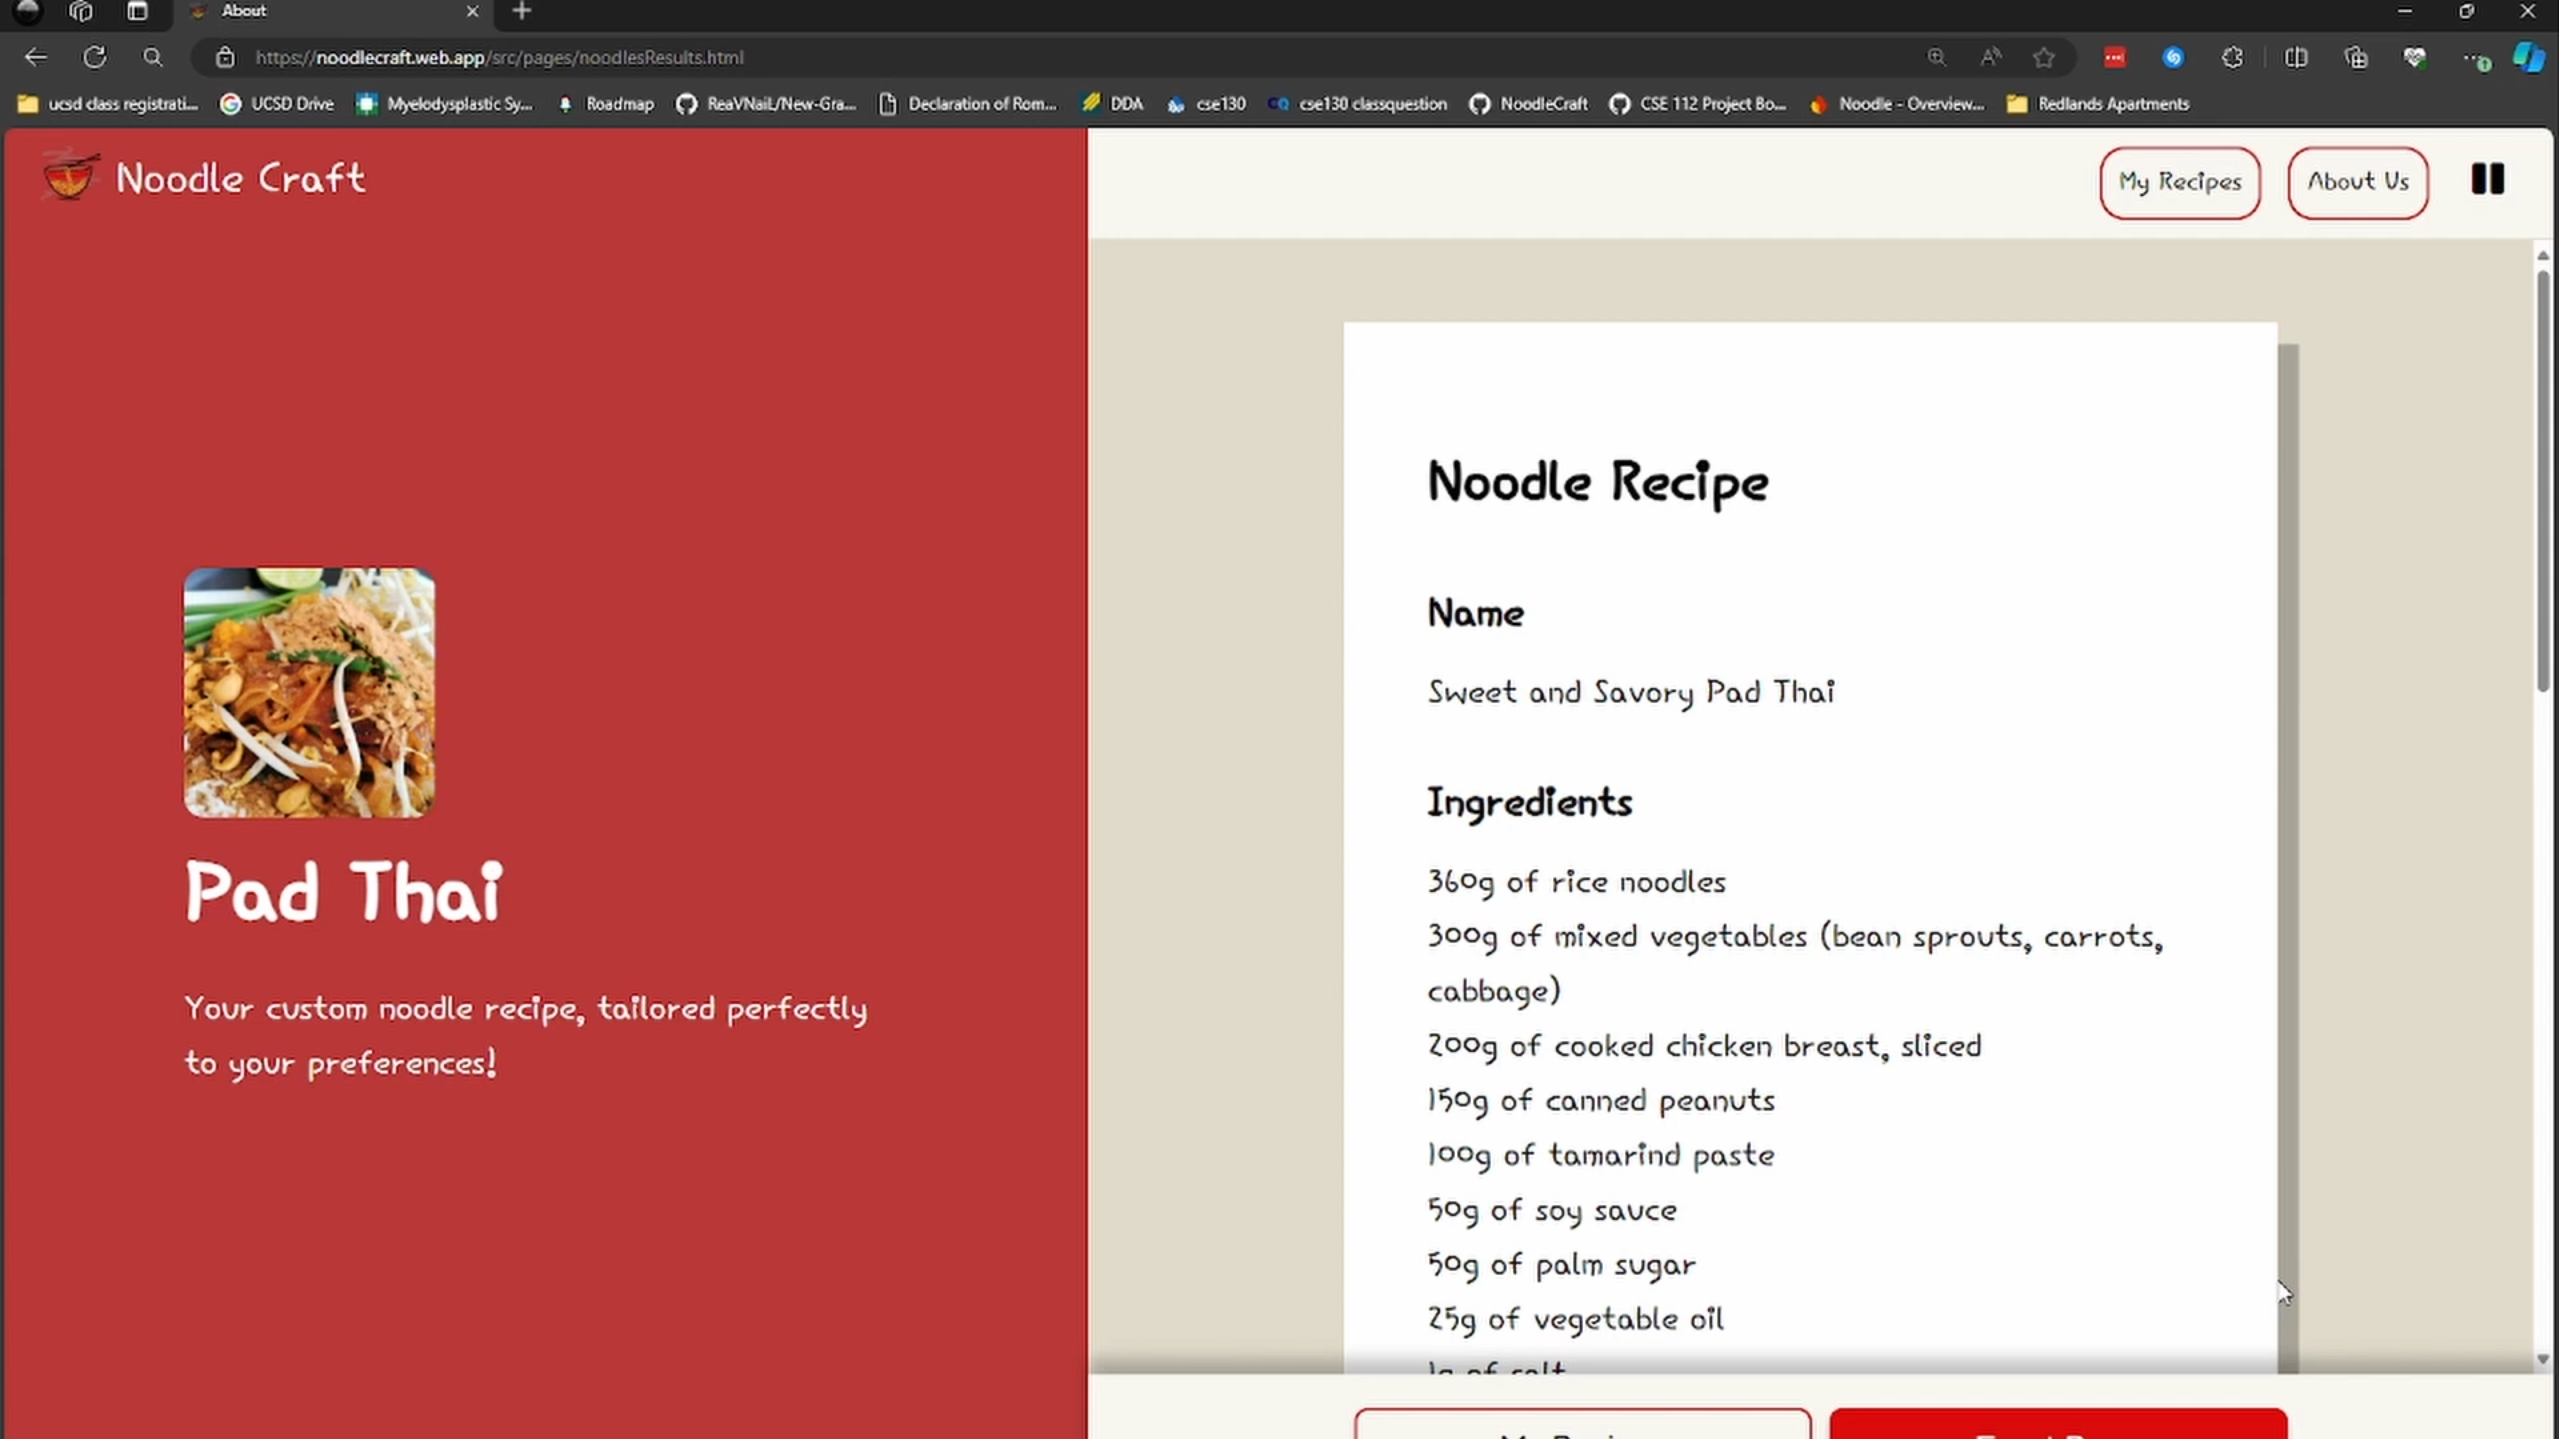 About
https://noodlecraft.web.app/src/pages/noodlesResults.html
ucsd class registrati... UCSD Drive Myelodysplastic Sy... Roadmap ReaVNaiL/New-Gra... Declaration of Rom... DDA cse130 cse130 classquestion NoodleCraft CSE 112 Project Bo... Noodle - Overview... Redlands Apartments
Noodle Craft
My Recipes About Us
Pad Thai
Your custom noodle recipe, tailored perfectly
to your preferences!
Noodle Recipe
Name
Sweet and Savory Pad Thai
Ingredients
360g of rice noodles
300g of mixed vegetables (bean sprouts, carrots,
cabbage)
200g of cooked chicken breast, sliced
150g of canned peanuts
100g of tamarind paste
50g of soy sauce
50g of palm sugar
25g of vegetable oil
1g of salt